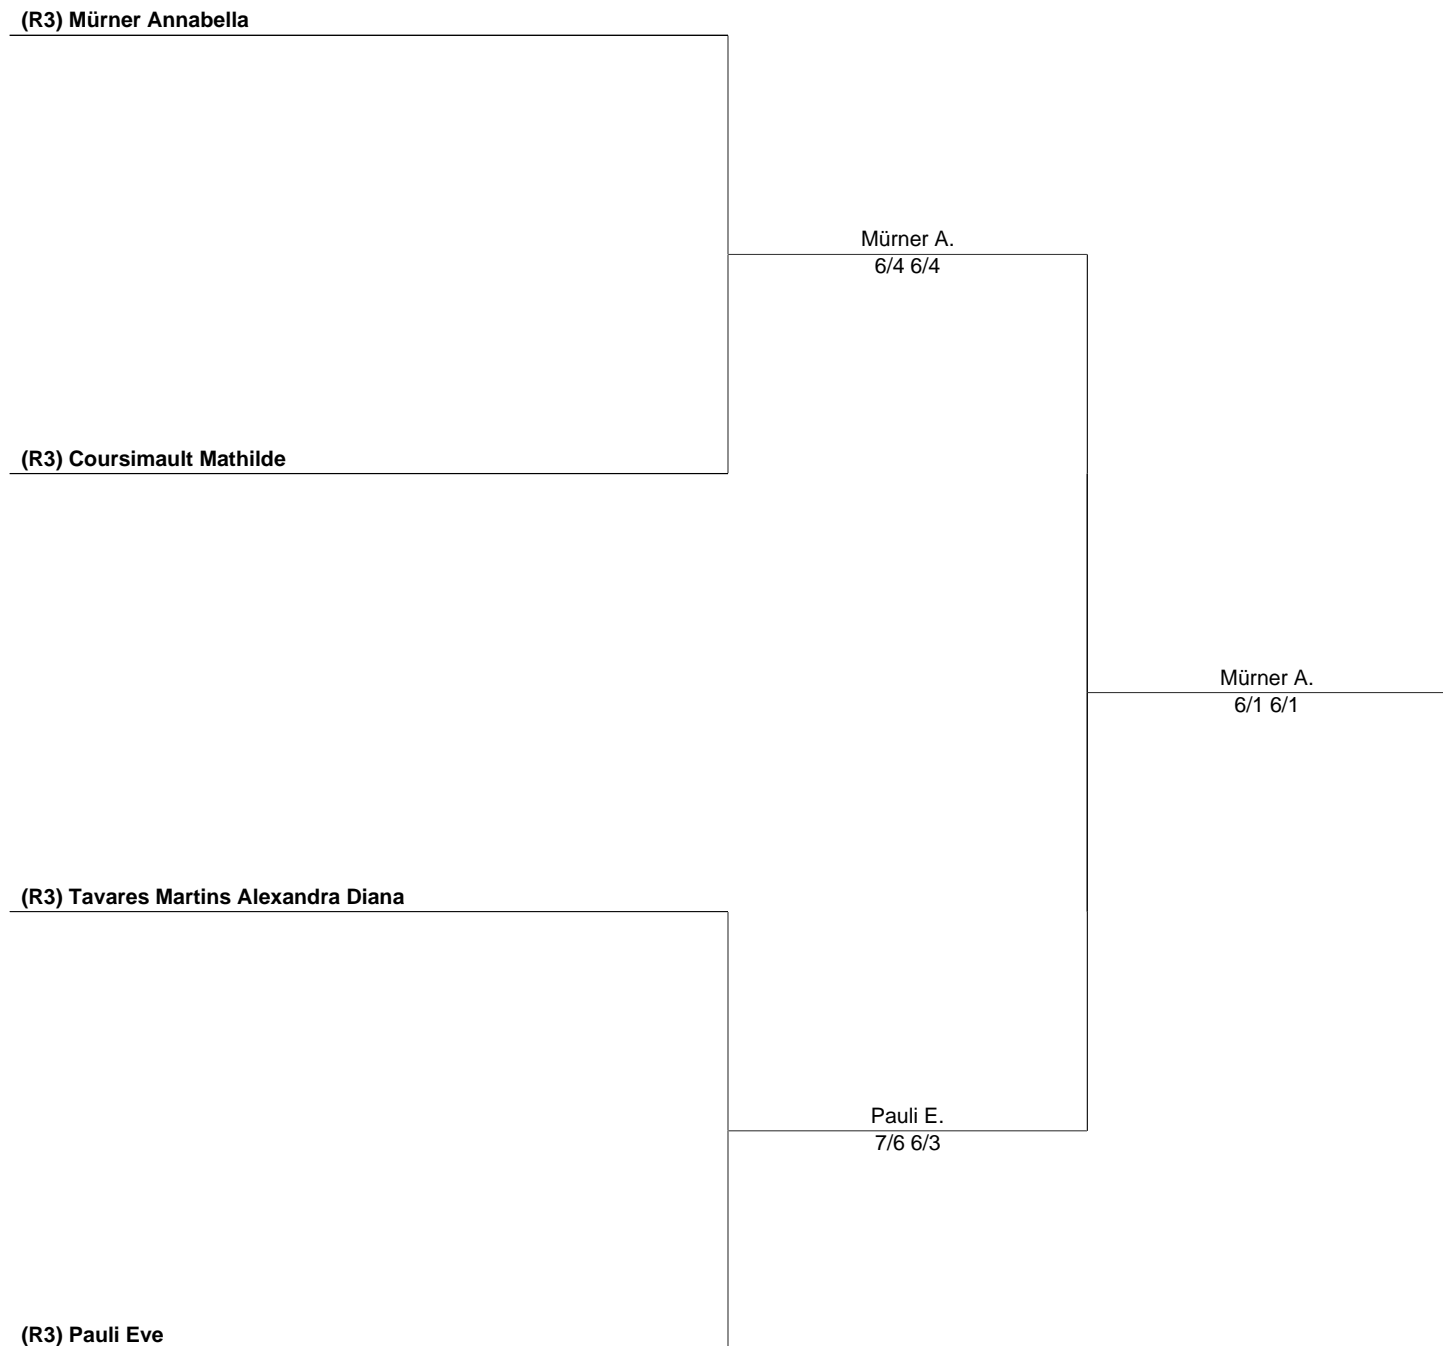 (R3) Mürner Annabella
Mürner A.
6/4 6/4
(R3) Coursimault Mathilde
Mürner A.
6/1 6/1
(R3) Tavares Martins Alexandra Diana
Pauli E.
7/6 6/3
(R3) Pauli Eve